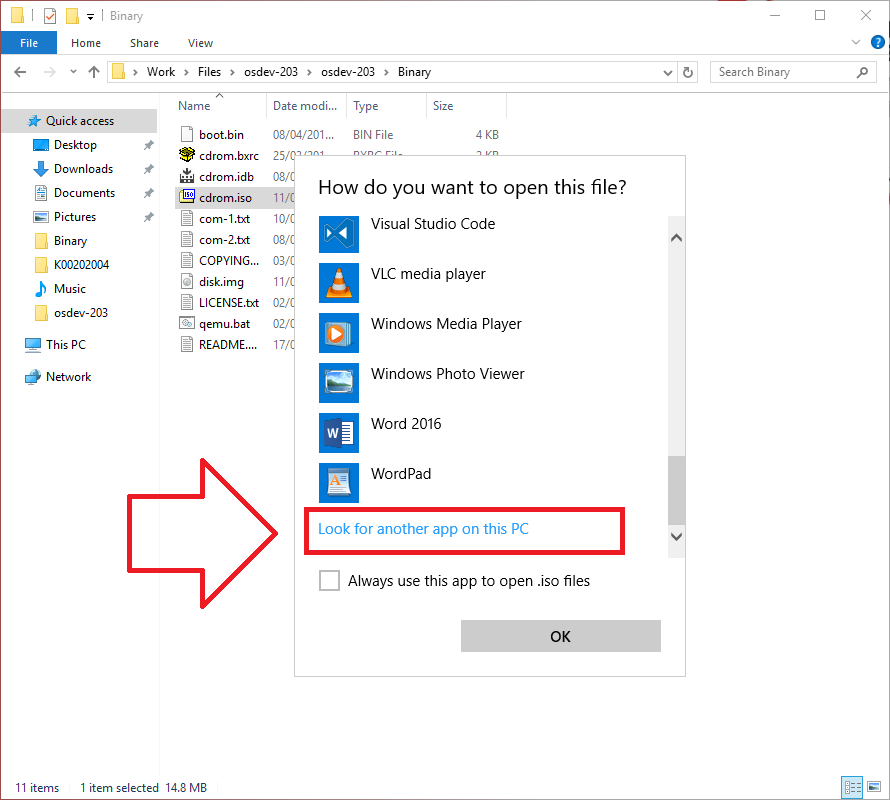 Binary
File Home Share View
Work Files osdev-203 osdev-203 Binary
Search Binary
Name Date modi... Type Size
Quick access
Desktop
Downloads
Documents
Pictures
Binary
K00202004
Music
osdev-203
This PC
Network
boot.bin 08/04/201... BIN File 4 KB
cdrom.bxrc 25/03/201... BXRC File 2 KB
cdrom.idb 08/0
cdrom.iso 11/0
com-1.txt 10/0
com-2.txt 08/0
COPYING... 03/0
disk.img 11/0
LICENSE.txt 02/0
qemu.bat 02/0
README.... 17/0
How do you want to open this file?
Visual Studio Code
VLC media player
Windows Media Player
Windows Photo Viewer
Word 2016
WordPad
Look for another app on this PC
Always use this app to open .iso files
OK
11 items 1 item selected 14.8 MB